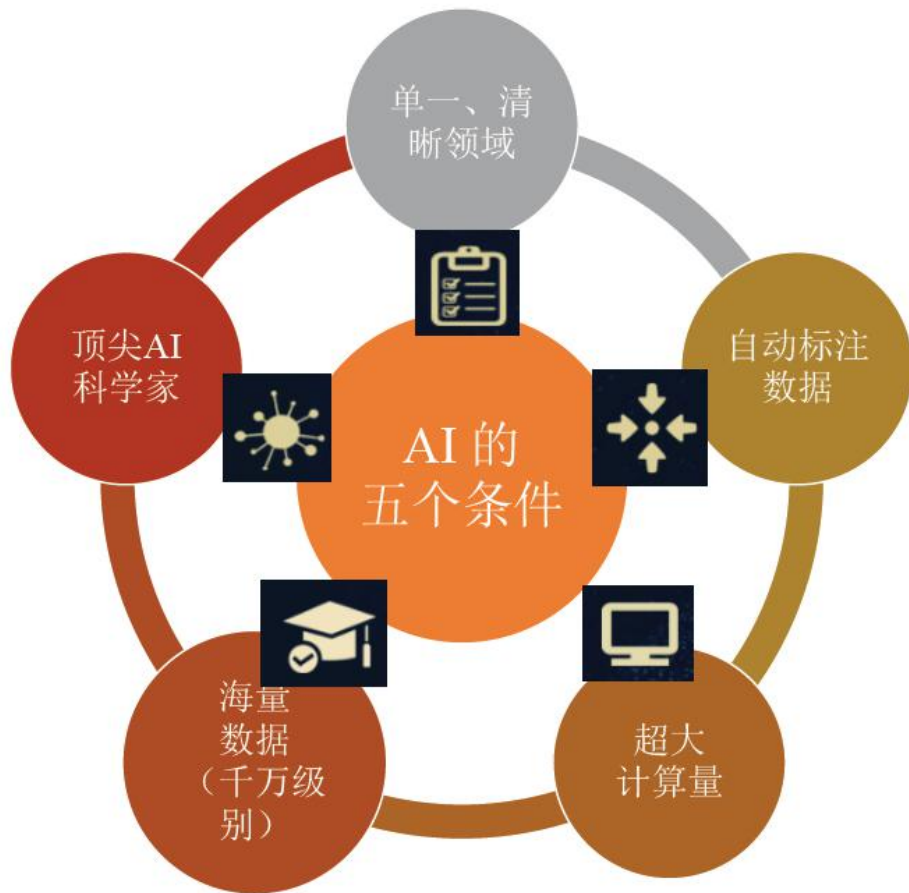 单一、清
晰领域
顶尖AI
科学家
自动标注
数据
AI 的
五个条件
海量
数据
（千万级
别）
超大
计算量